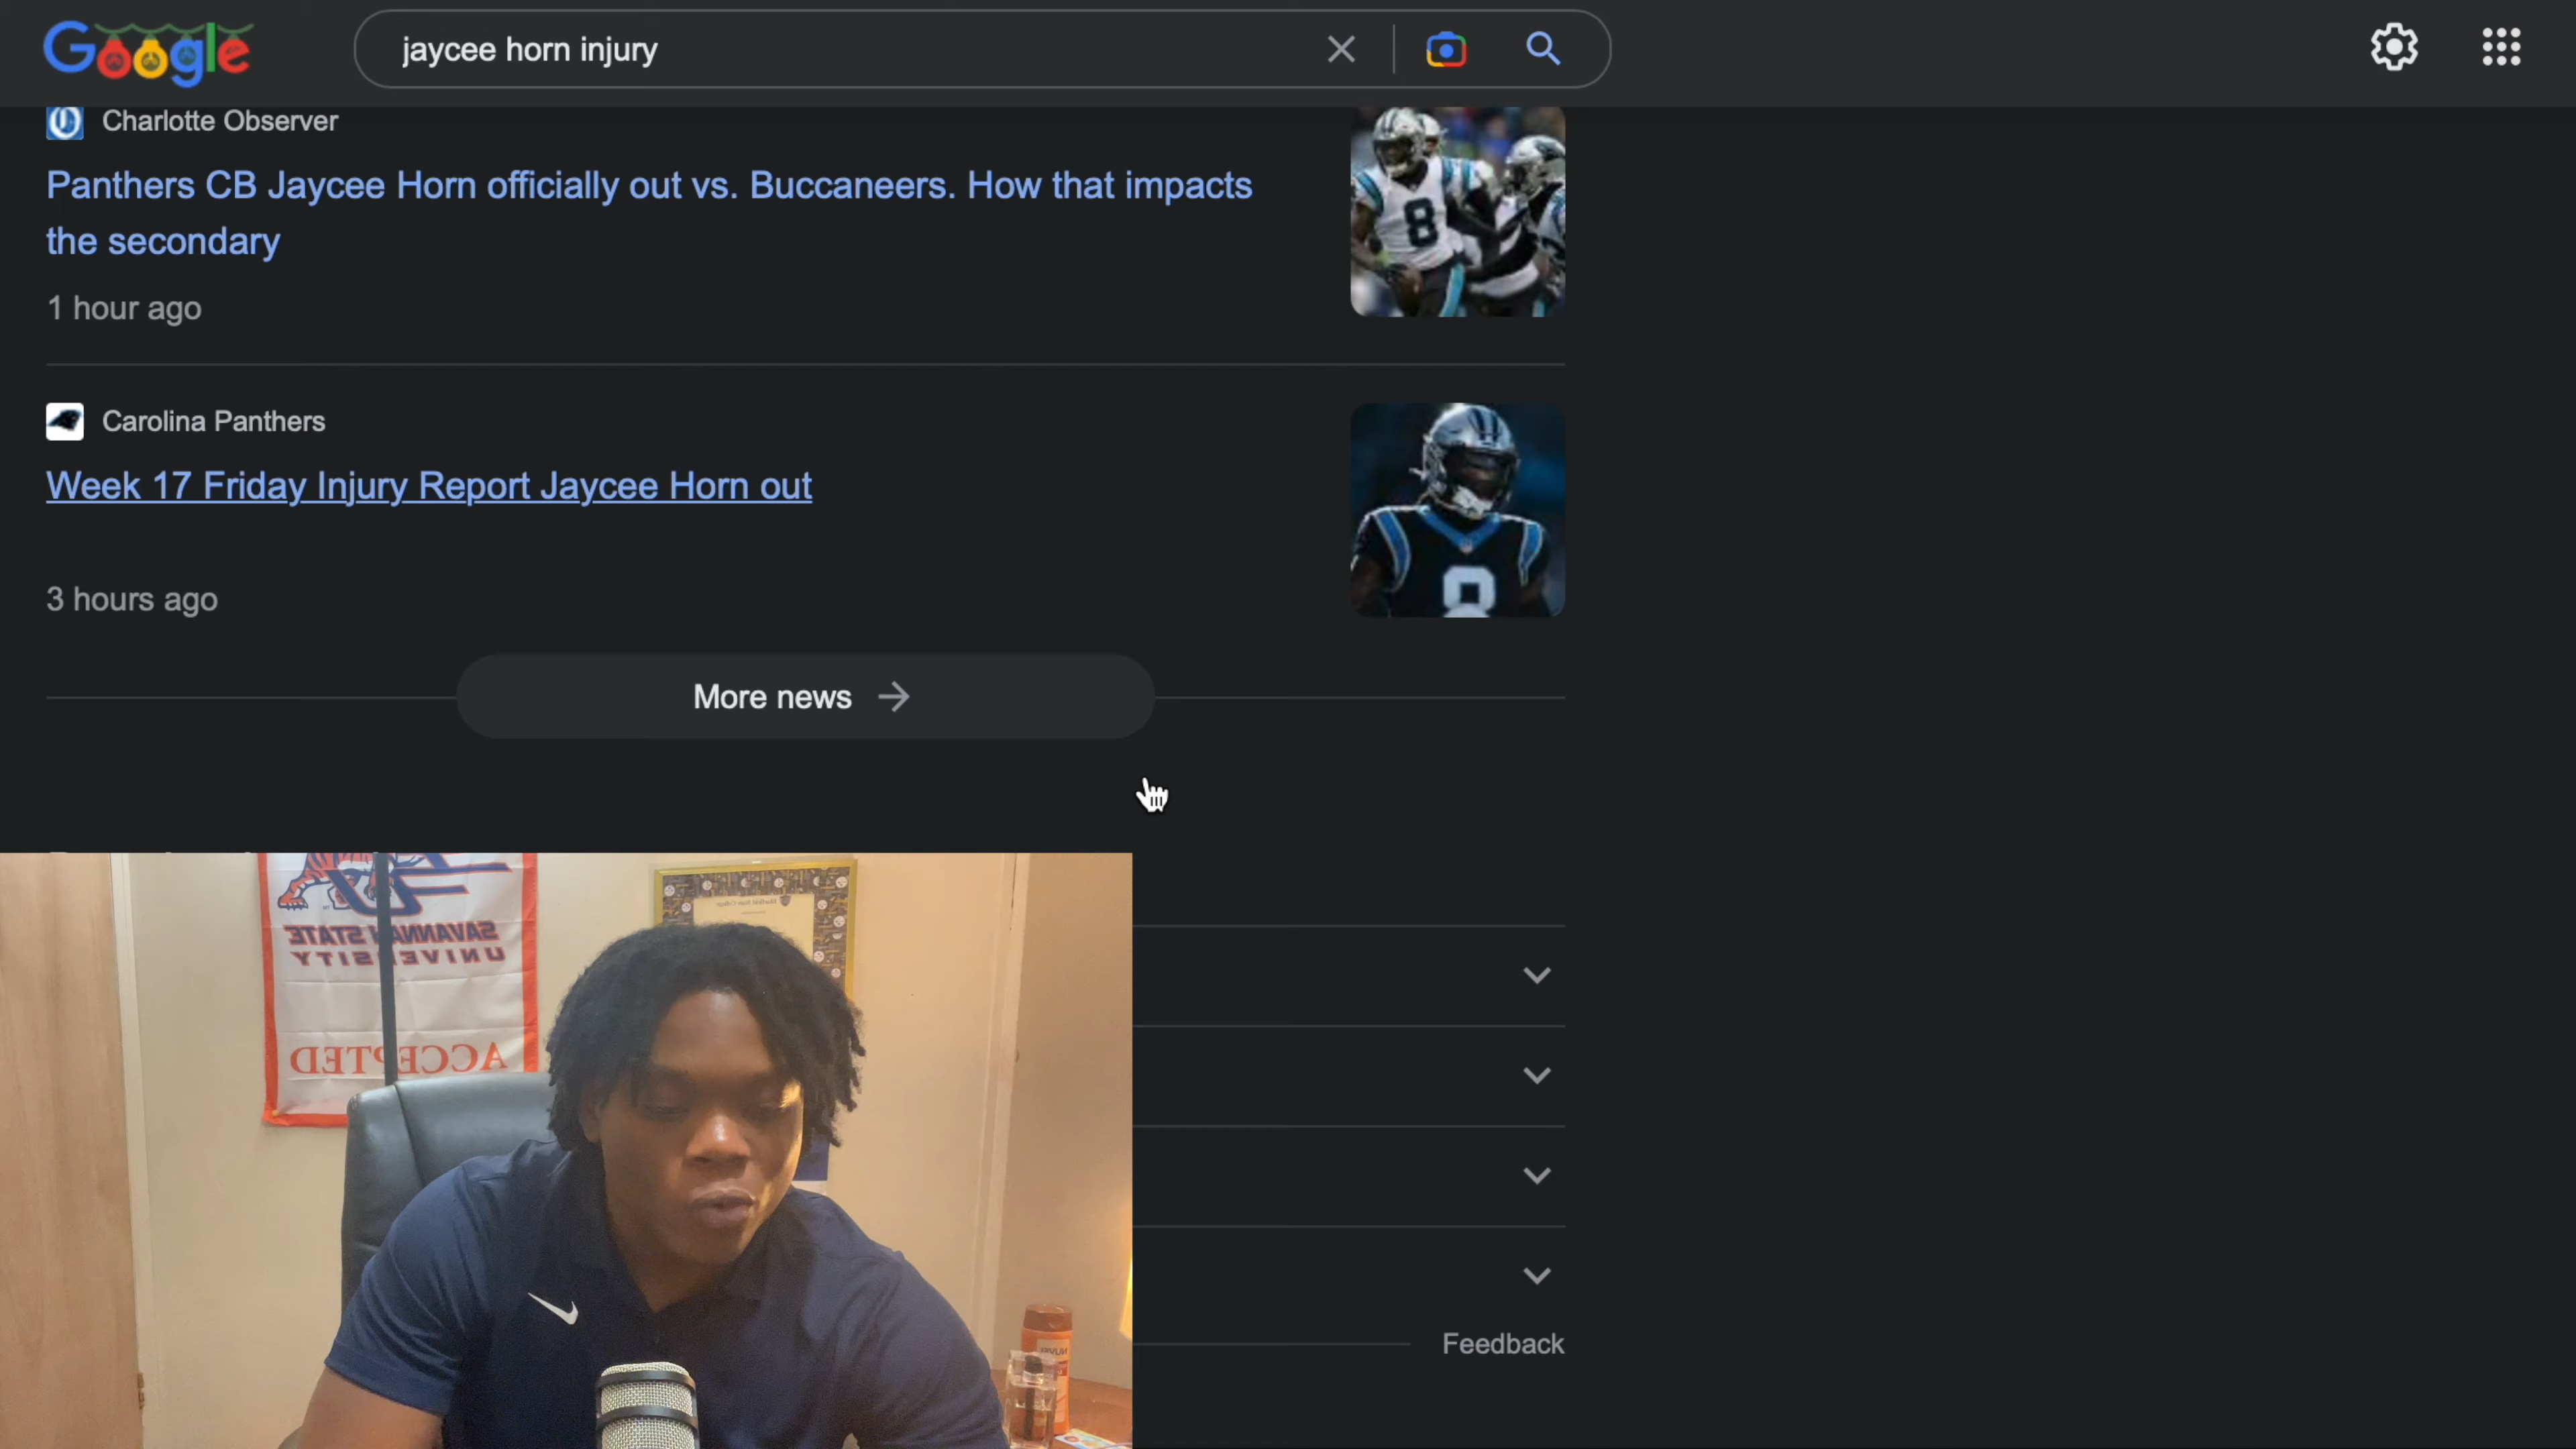 Google
jaycee horn injury
Charlotte Observer
Panthers CB Jaycee Horn officially out vs. Buccaneers. How that impacts
the secondary
1 hour ago
8
Carolina Panthers
Week 17 Friday Injury Report Jaycee Horn out
3 hours ago
8
More news
SAVANNAH STATE
UNIVERSITY
ACCEPTED
Feedback